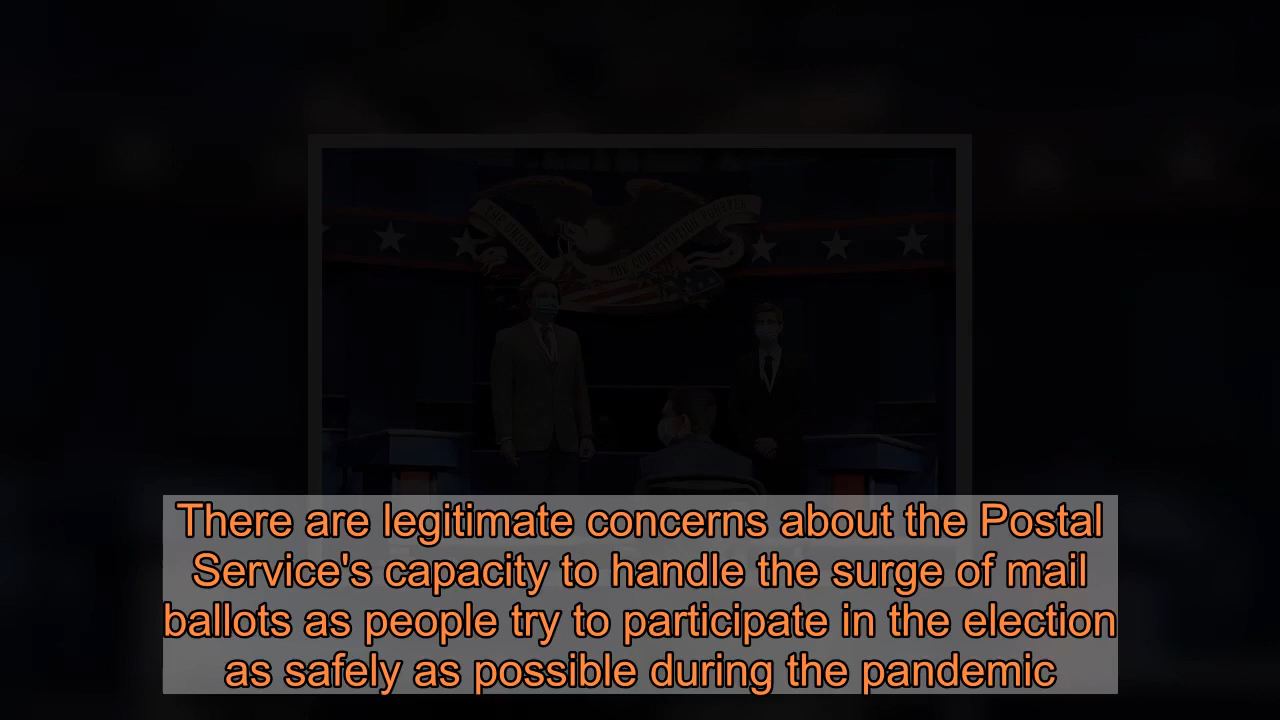 There are legitimate concerns about the Postal
Service's capacity to handle the surge of mail
ballots as people try to participate in the election
as safely as possible during the pandemic